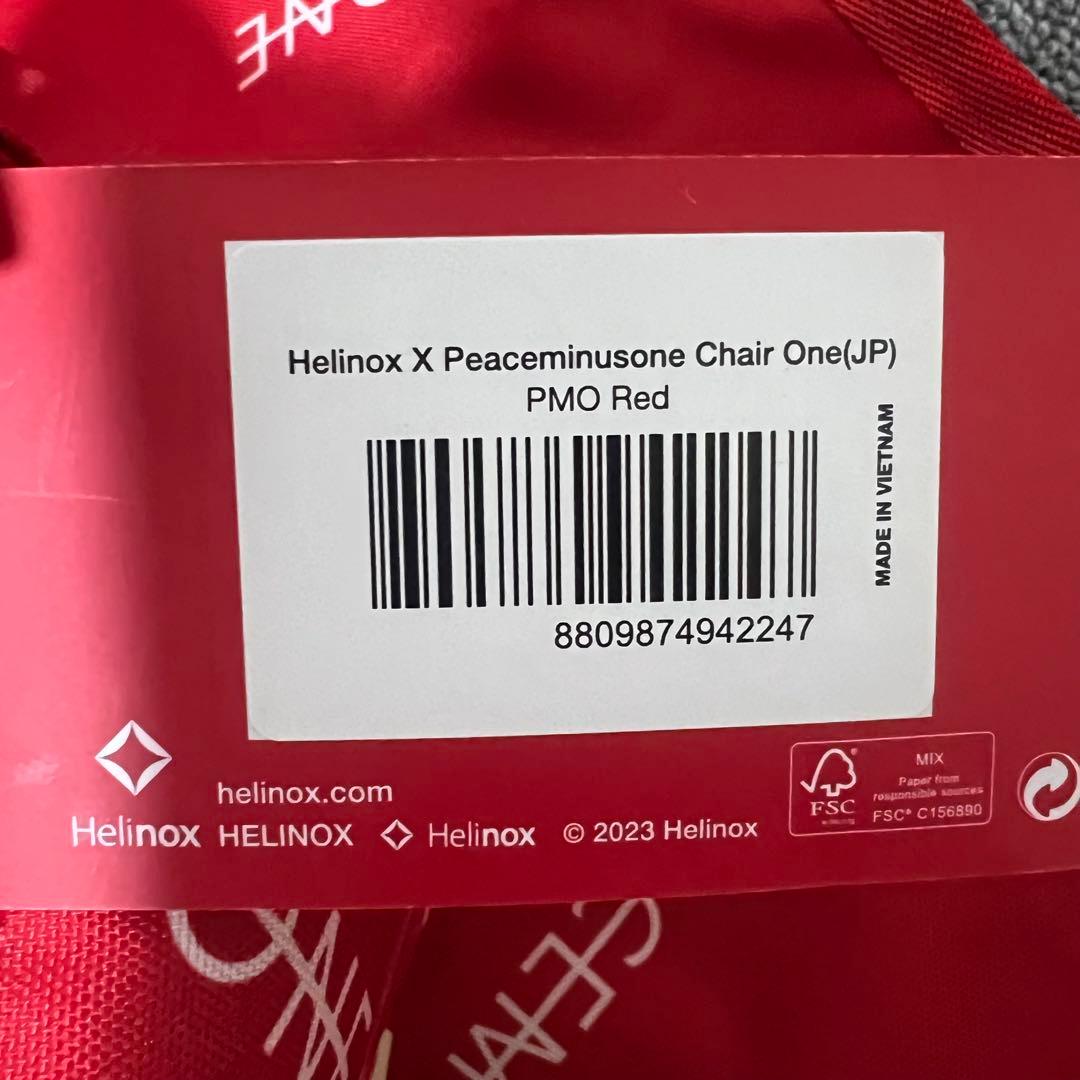 Helinox X Peaceminusone Chair One(JP)
PMO Red
MADE IN VIETNAM
8809874942247
helinox.com
Helinox HELINOX Helinox © 2023 Helinox
FSC
MIX
Paper from
responsible sources
FSC® C156890